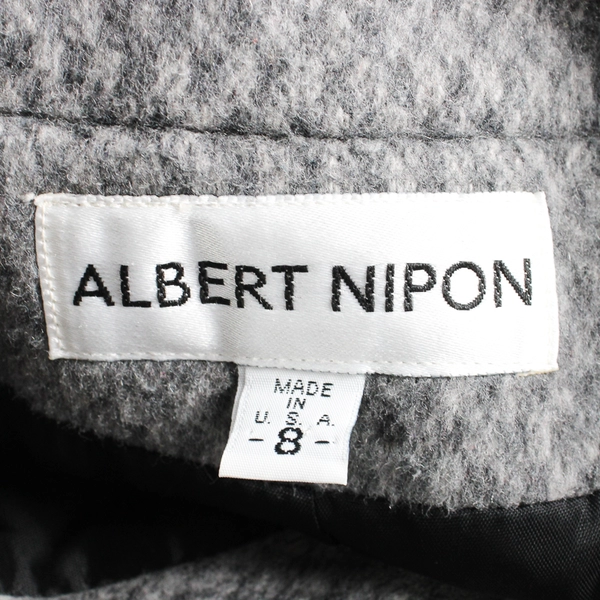 ALBERT NIPON
MADE
IN
U. S. A.
- 8 -